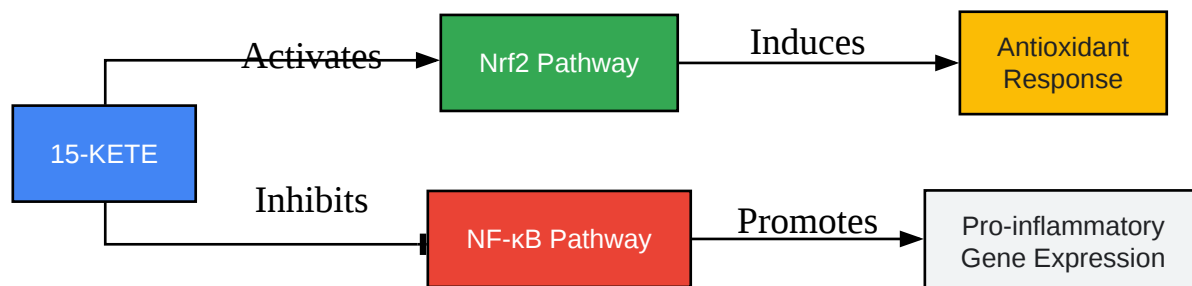 Activates
Nrf2 Pathway
Induces
Antioxidant
Response
15-KETE
Inhibits
NF-κB Pathway
Promotes
Pro-inflammatory
Gene Expression